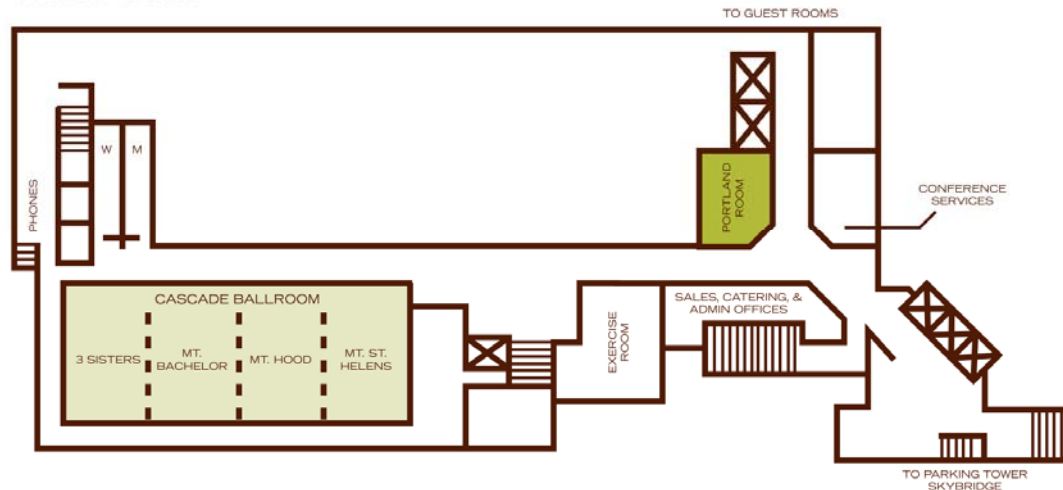 TO GUEST ROOMS
W
M
PHONES
PORTLAND
ROOM
CONFERENCE
SERVICES
CASCADE BALLROOM
3 SISTERS
MT.
BACHELOR
MT. HOOD
MT. ST.
HELENS
EXERCISE
ROOM
SALES, CATERING, &
ADMIN OFFICES
TO PARKING TOWER
SKYBRIDGE